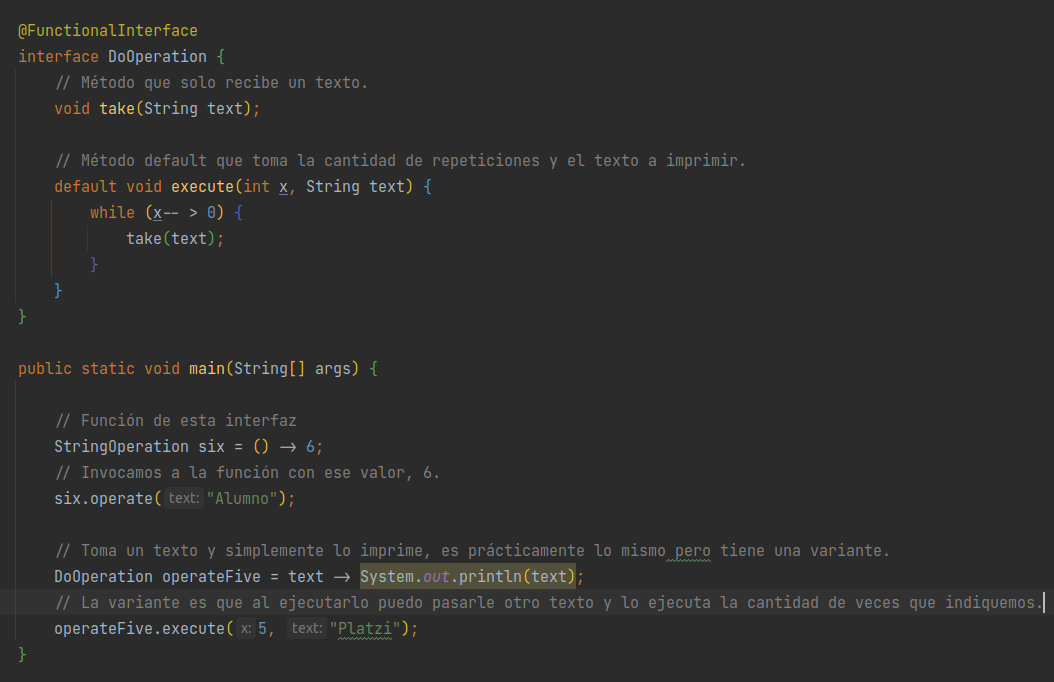 @FunctionalInterface
interface DoOperation {
// Método que solo recibe un texto.
void take(String text);
// Método default que toma la cantidad de repeticiones y el texto a imprimir.
default void execute(int x, String text) {
while (x-- > 0) {
take(text);
}
}
}
public static void main(String[] args) {
// Función de esta interfaz
StringOperation six = () -> 6;
// Invocamos a la función con ese valor, 6.
six.operate( text: "Alumno");
// Toma un texto y simplemente lo imprime, es prácticamente lo mismo pero tiene una variante.
DoOperation operateFive = text -> System.out.println(text);
// La variante es que al ejecutarlo puedo pasarle otro texto y lo ejecuta la cantidad de veces que indiquemos.
operateFive.execute( x: 5, text: "Platzi");
}